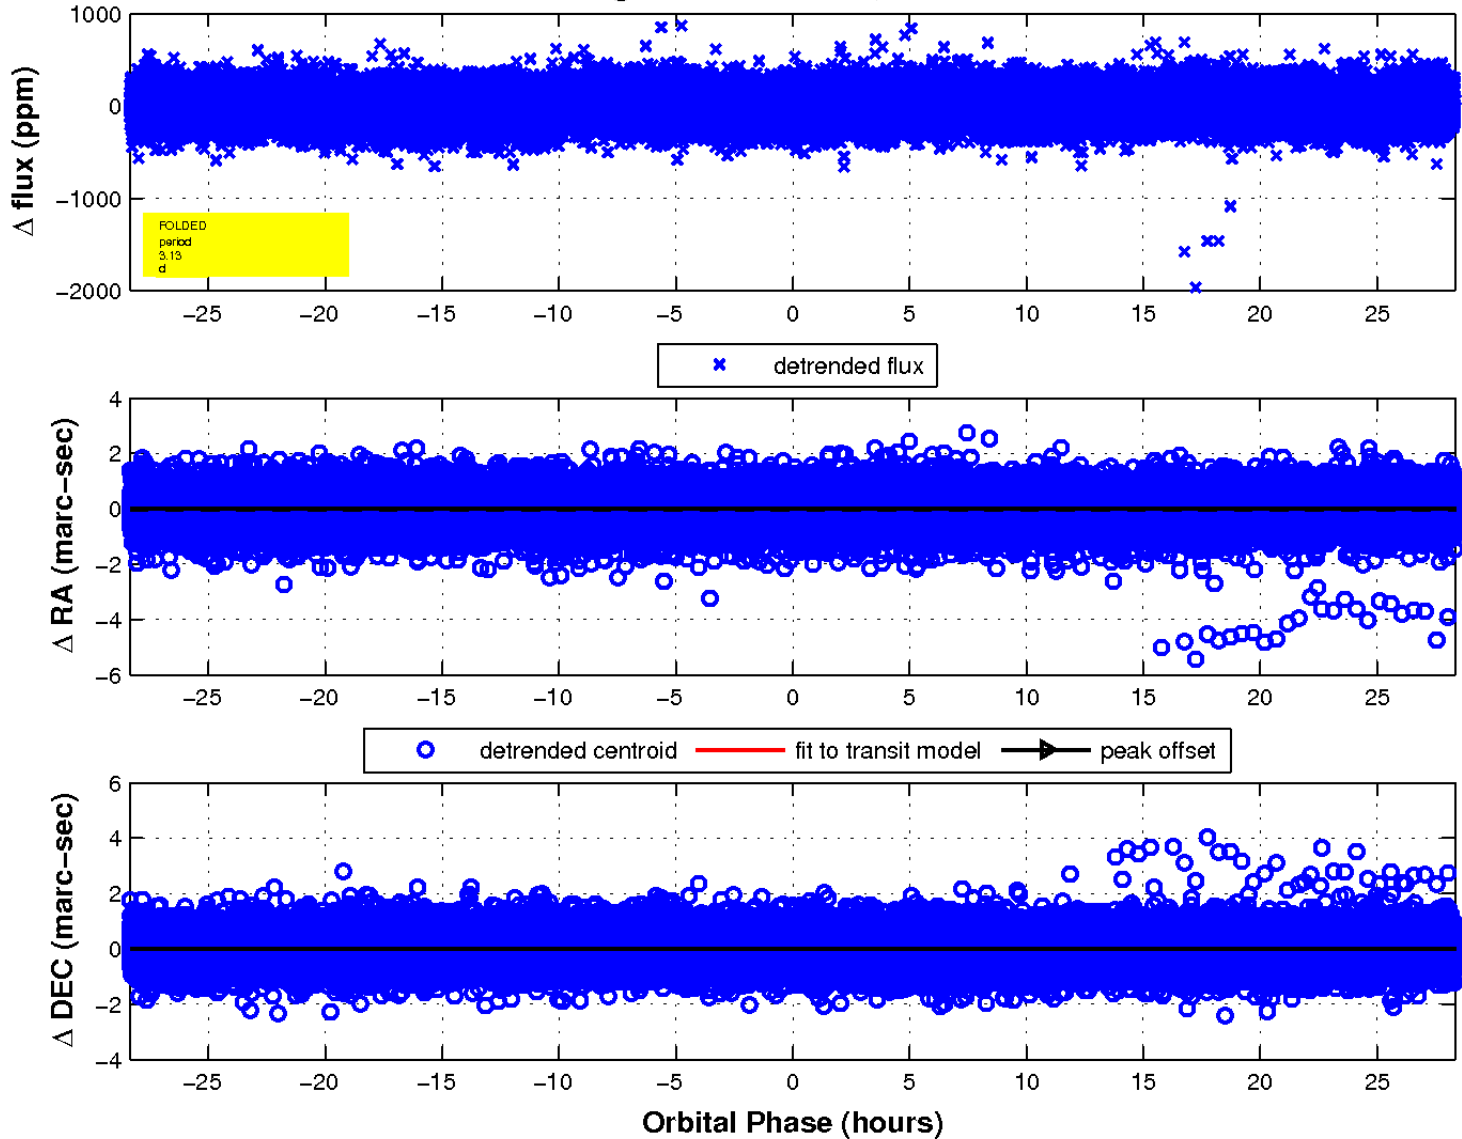 1000
0
−1000
−2000
Δ flux (ppm)
FOLDED
period
3.13
d
−25 −20 −15 −10 −5 0 5 10 15 20 25
detrended flux
4
2
0
−2
−4
−6
Δ RA (marc−sec)
−25 −20 −15 −10 −5 0 5 10 15 20 25
detrended centroid fit to transit model peak offset
6
4
2
0
−2
−4
Δ DEC (marc−sec)
−25 −20 −15 −10 −5 0 5 10 15 20 25
Orbital Phase (hours)